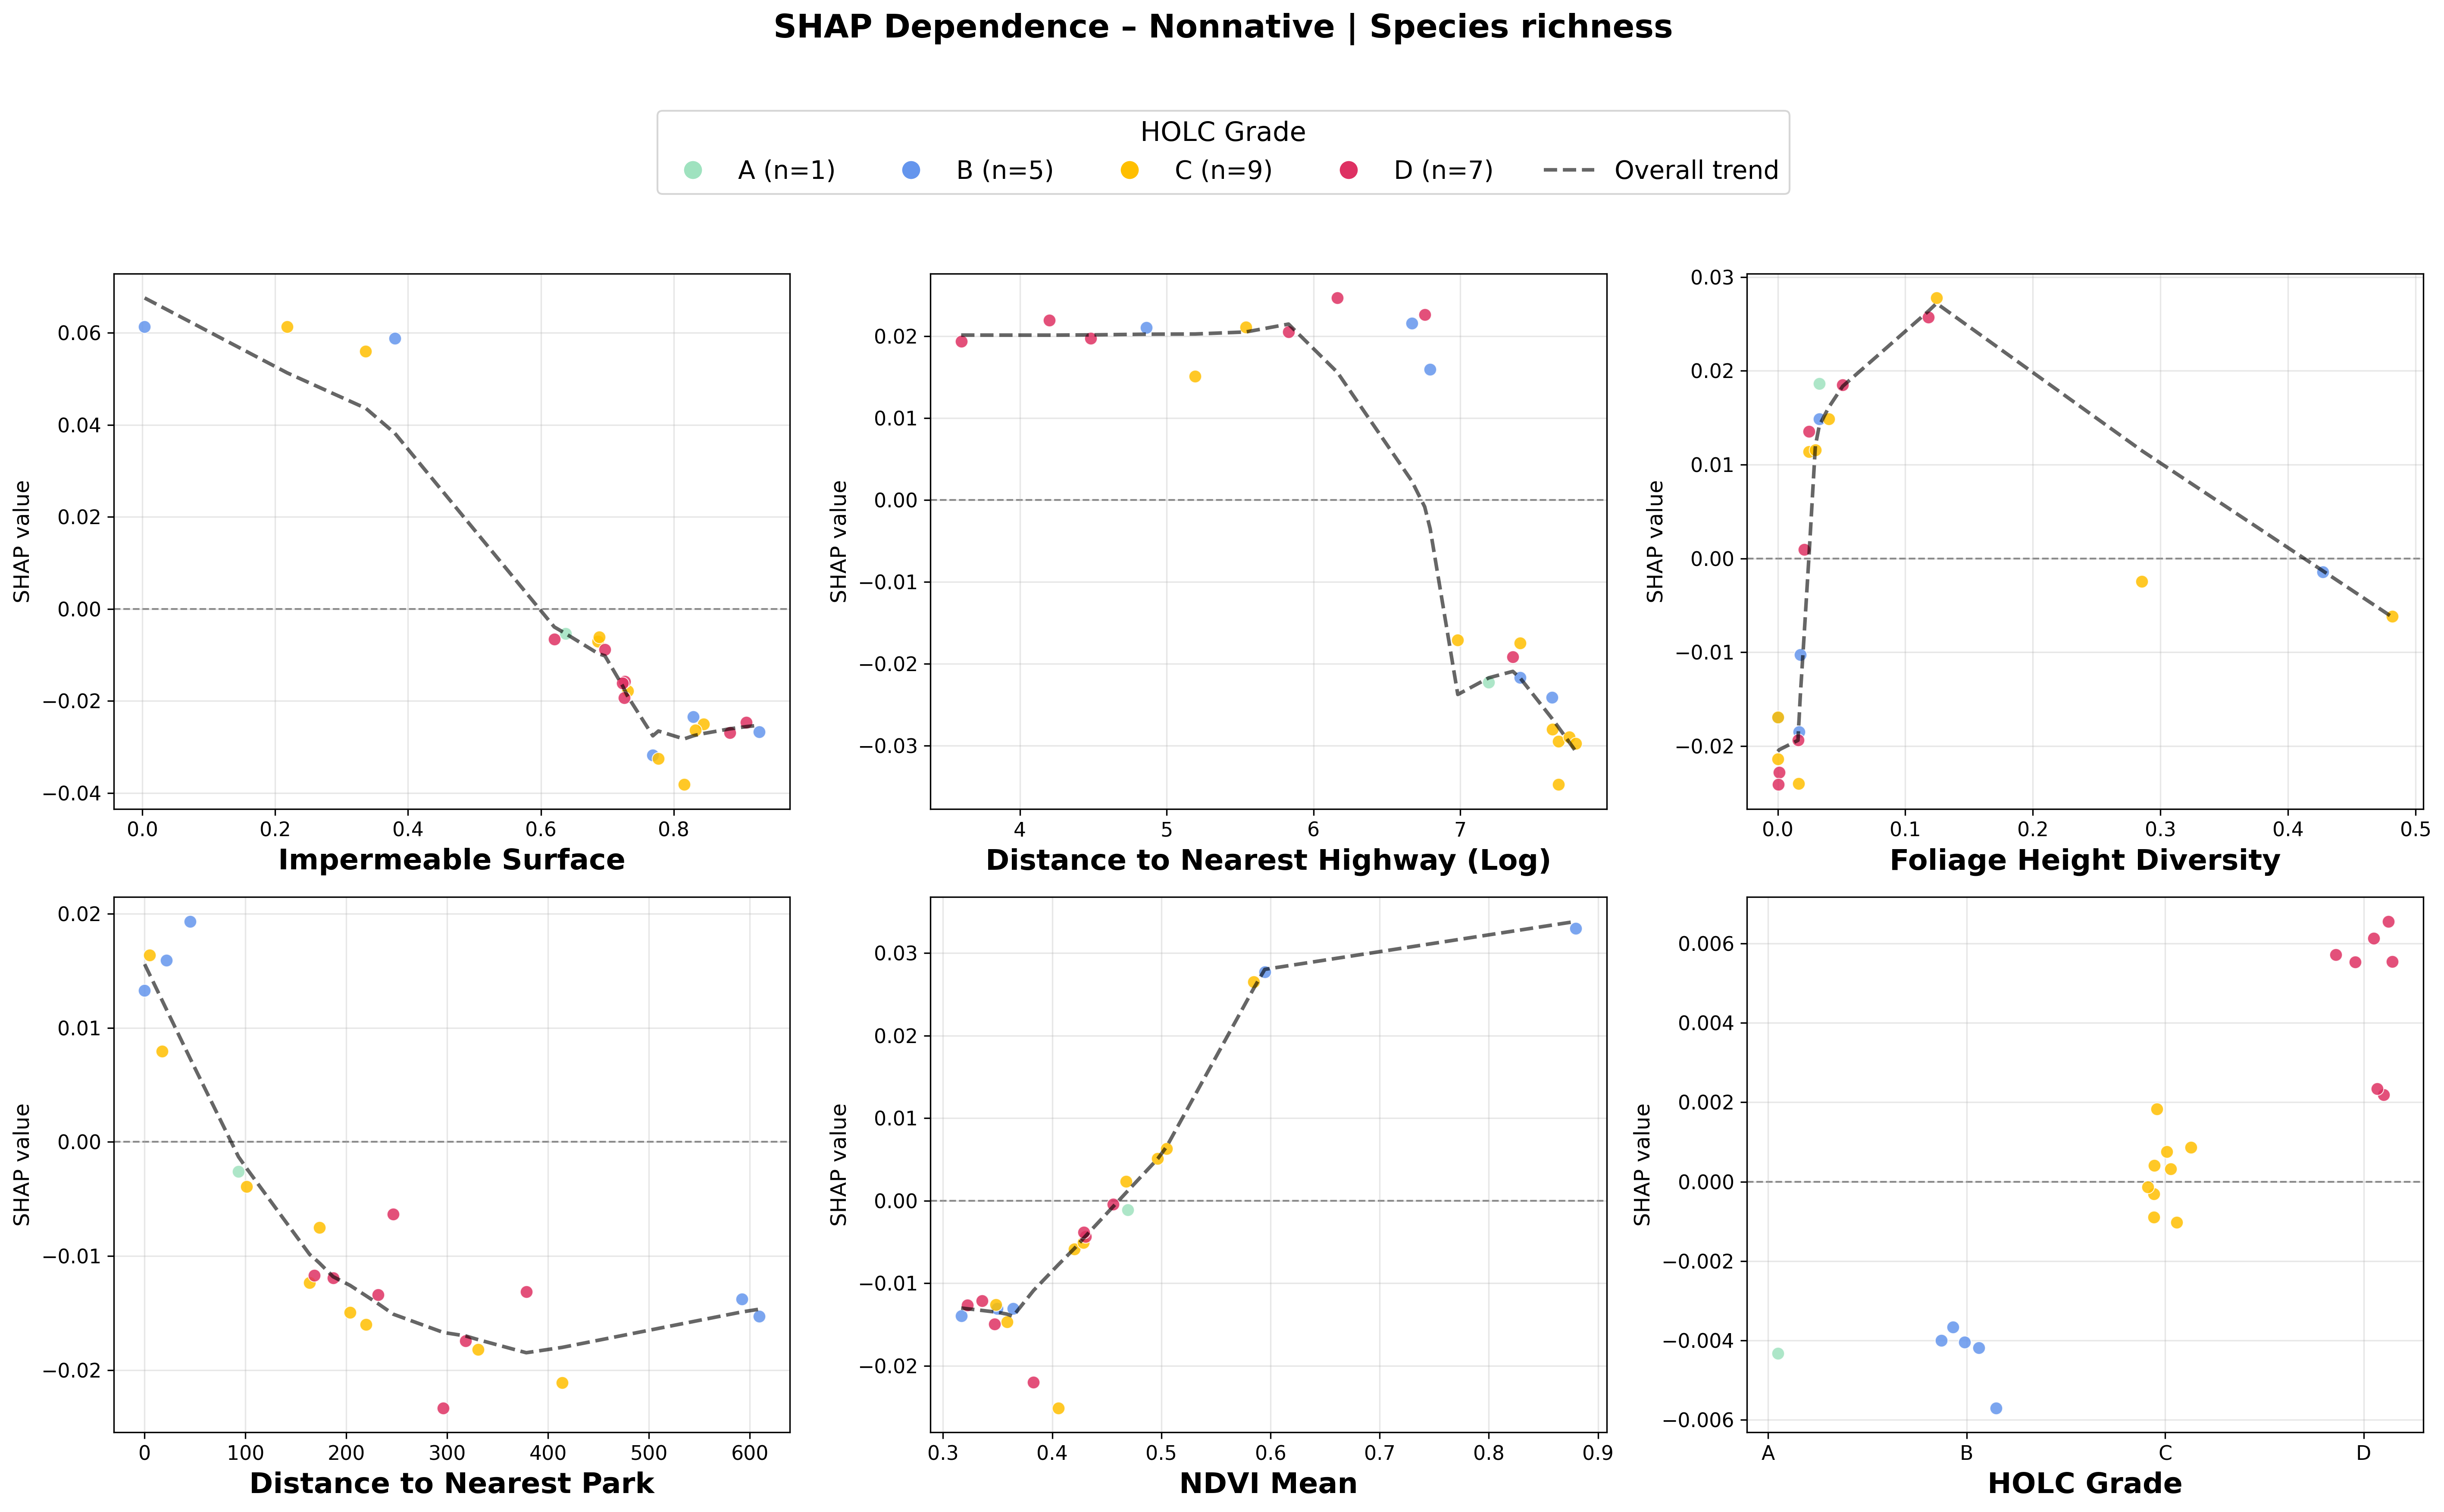 SHAP Dependence – Nonnative | Species richness
HOLC Grade
A (n=1) B (n=5) C (n=9) D (n=7) Overall trend
SHAP value
0.06
0.04
0.02
0.00
−0.02
−0.04
0.0 0.2 0.4 0.6 0.8
Impermeable Surface
SHAP value
0.02
0.01
0.00
−0.01
−0.02
−0.03
4 5 6 7
Distance to Nearest Highway (Log)
SHAP value
0.03
0.02
0.01
0.00
−0.01
−0.02
0.0 0.1 0.2 0.3 0.4 0.5
Foliage Height Diversity
SHAP value
0.02
0.01
0.00
−0.01
−0.02
0 100 200 300 400 500 600
Distance to Nearest Park
SHAP value
0.03
0.02
0.01
0.00
−0.01
−0.02
0.3 0.4 0.5 0.6 0.7 0.8 0.9
NDVI Mean
SHAP value
0.006
0.004
0.002
0.000
−0.002
−0.004
−0.006
A B C D
HOLC Grade